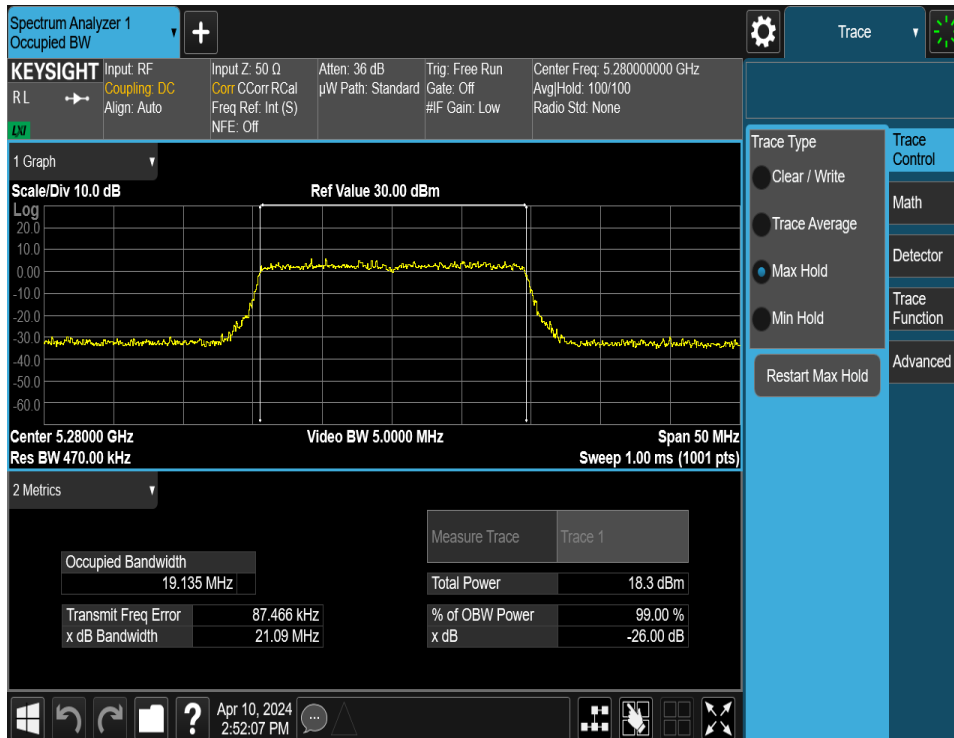 Spectrum Analyzer 1
Occupied BW
+
Trace
KEYSIGHT
R L
LXI
Input: RF
Coupling: DC
Align: Auto
Input Z: 50 Ω
Corr CCorr RCal
Freq Ref: Int (S)
NFE: Off
Atten: 36 dB
µW Path: Standard
Trig: Free Run
Gate: Off
#IF Gain: Low
Center Freq: 5.280000000 GHz
Avg|Hold: 100/100
Radio Std: None
1 Graph
Scale/Div 10.0 dB
Ref Value 30.00 dBm
Log
20.0
10.0
0.00
-10.0
-20.0
-30.0
-40.0
-50.0
-60.0
Center 5.28000 GHz
Video BW 5.0000 MHz
Span 50 MHz
Res BW 470.00 kHz
Sweep 1.00 ms (1001 pts)
2 Metrics
Measure Trace
Trace 1
Occupied Bandwidth
19.135 MHz
Total Power
18.3 dBm
Transmit Freq Error
87.466 kHz
% of OBW Power
99.00 %
x dB Bandwidth
21.09 MHz
x dB
-26.00 dB
Trace Type
Clear / Write
Trace Average
Max Hold
Min Hold
Restart Max Hold
Trace
Control
Math
Detector
Trace
Function
Advanced
?
Apr 10, 2024
2:52:07 PM